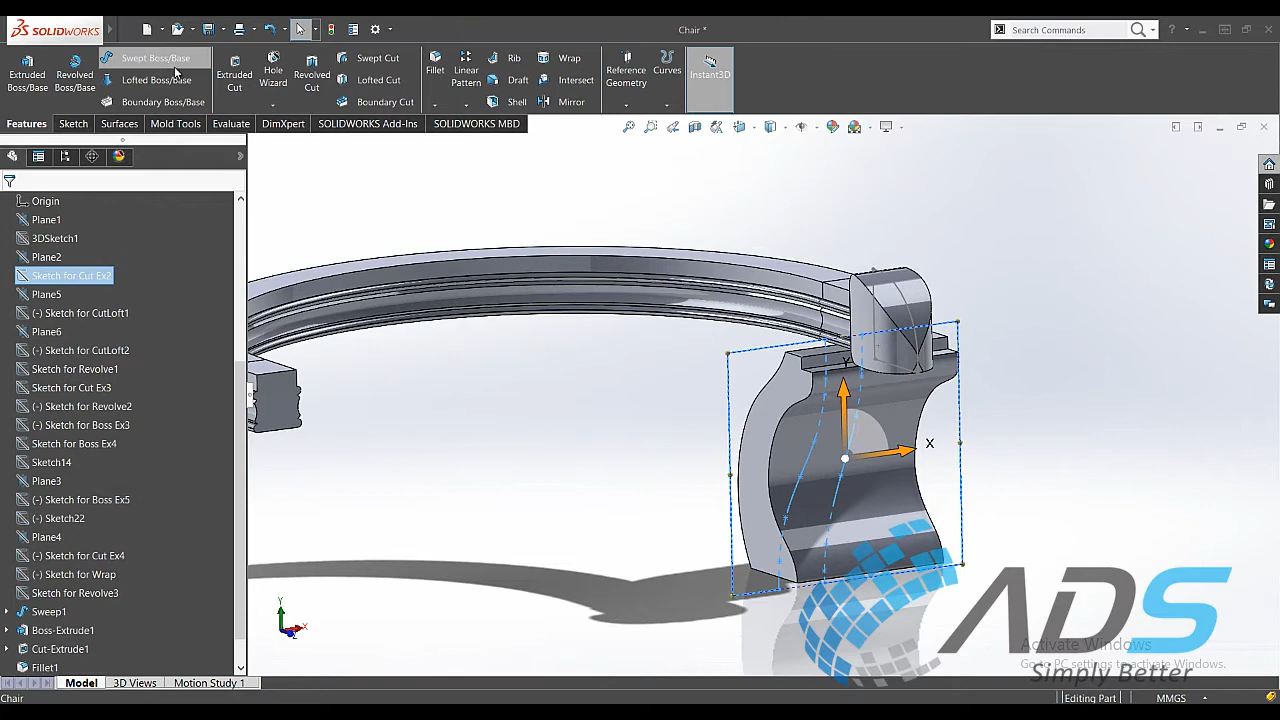 SOLIDWORKS
Chair *
Search Commands
Extruded Boss/Base
Revolved Boss/Base
Swept Boss/Base
Lofted Boss/Base
Boundary Boss/Base
Extruded Cut
Hole Wizard
Revolved Cut
Swept Cut
Lofted Cut
Boundary Cut
Fillet
Linear Pattern
Rib
Draft
Shell
Wrap
Intersect
Mirror
Reference Geometry
Curves
Instant3D
Features
Sketch
Surfaces
Mold Tools
Evaluate
DimXpert
SOLIDWORKS Add-Ins
SOLIDWORKS MBD
Origin
Plane1
3DSketch1
Plane2
Sketch for Cut Ex2
Plane5
(-) Sketch for CutLoft1
Plane6
(-) Sketch for CutLoft2
Sketch for Revolve1
Sketch for Cut Ex3
(-) Sketch for Revolve2
(-) Sketch for Boss Ex3
Sketch for Boss Ex4
Sketch14
Plane3
(-) Sketch for Boss Ex5
(-) Sketch22
Plane4
(-) Sketch for Cut Ex4
(-) Sketch for Wrap
Sketch for Revolve3
Sweep1
Boss-Extrude1
Cut-Extrude1
Fillet1
Y
X
Y
X
Z
ADS
Simply Better
Activate Windows
Go to PC settings to activate Windows.
Model
3D Views
Motion Study 1
Chair
Editing Part
MMGS